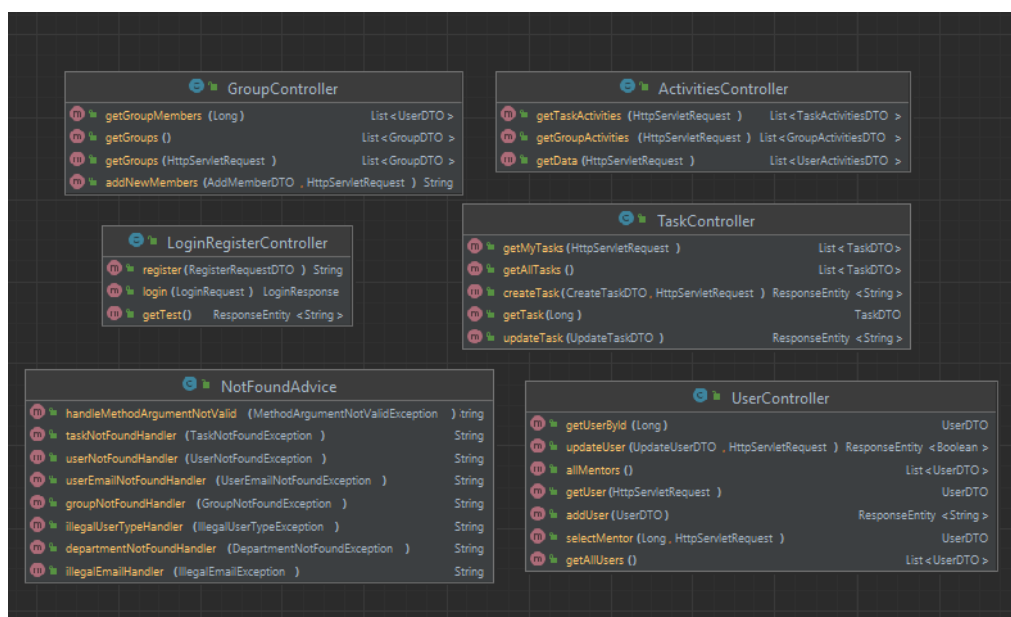 GroupController
getGroupMembers (Long) List<UserDTO >
getGroups () List<GroupDTO >
getGroups (HttpServletRequest ) List<GroupDTO >
addNewMembers (AddMemberDTO , HttpServletRequest ) String
ActivitiesController
getTaskActivities (HttpServletRequest ) List<TaskActivitiesDTO >
getGroupActivities (HttpServletRequest ) List<GroupActivitiesDTO >
getData (HttpServletRequest ) List<UserActivitiesDTO >
LoginRegisterController
register(RegisterRequestDTO ) String
login (LoginRequest ) LoginResponse
getTest() ResponseEntity <String>
TaskController
getMyTasks(HttpServletRequest ) List< TaskDTO>
getAllTasks () List< TaskDTO>
createTask(CreateTaskDTO, HttpServletRequest ) ResponseEntity <String>
getTask(Long ) TaskDTO
updateTask (UpdateTaskDTO ) ResponseEntity <String>
NotFoundAdvice
handleMethodArgumentNotValid (MethodArgumentNotValidException ) tring
taskNotFoundHandler (TaskNotFoundException ) String
userNotFoundHandler (UserNotFoundException ) String
userEmailNotFoundHandler (UserEmailNotFoundException ) String
groupNotFoundHandler (GroupNotFoundException ) String
illegalUserTypeHandler (IllegalUserTypeException ) String
departmentNotFoundHandler (DepartmentNotFoundException ) String
illegalEmailHandler (IllegalEmailException ) String
UserController
getUserById (Long ) UserDTO
updateUser (UpdateUserDTO , HttpServletRequest ) ResponseEntity <Boolean >
allMentors () List<UserDTO >
getUser(HttpServletRequest ) UserDTO
addUser(UserDTO ) ResponseEntity <String >
selectMentor (Long , HttpServletRequest ) UserDTO
getAllUsers () List<UserDTO >